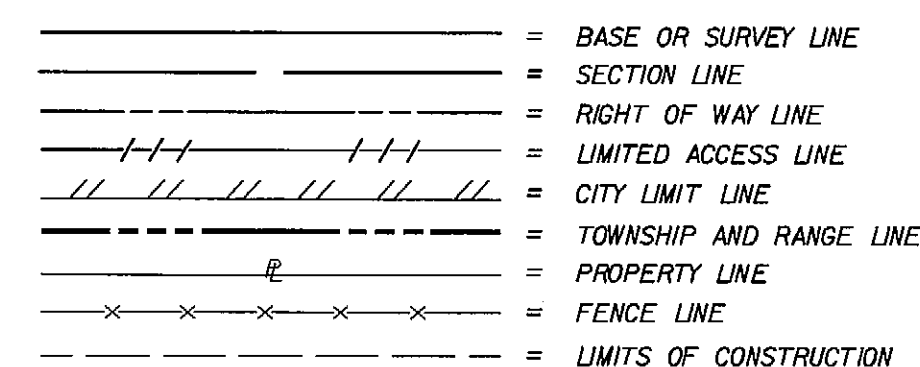 = BASE OR SURVEY LINE
= SECTION LINE
= RIGHT OF WAY LINE
= LIMITED ACCESS LINE
= CITY LIMIT LINE
= TOWNSHIP AND RANGE LINE
PL = PROPERTY LINE
= FENCE LINE
= LIMITS OF CONSTRUCTION